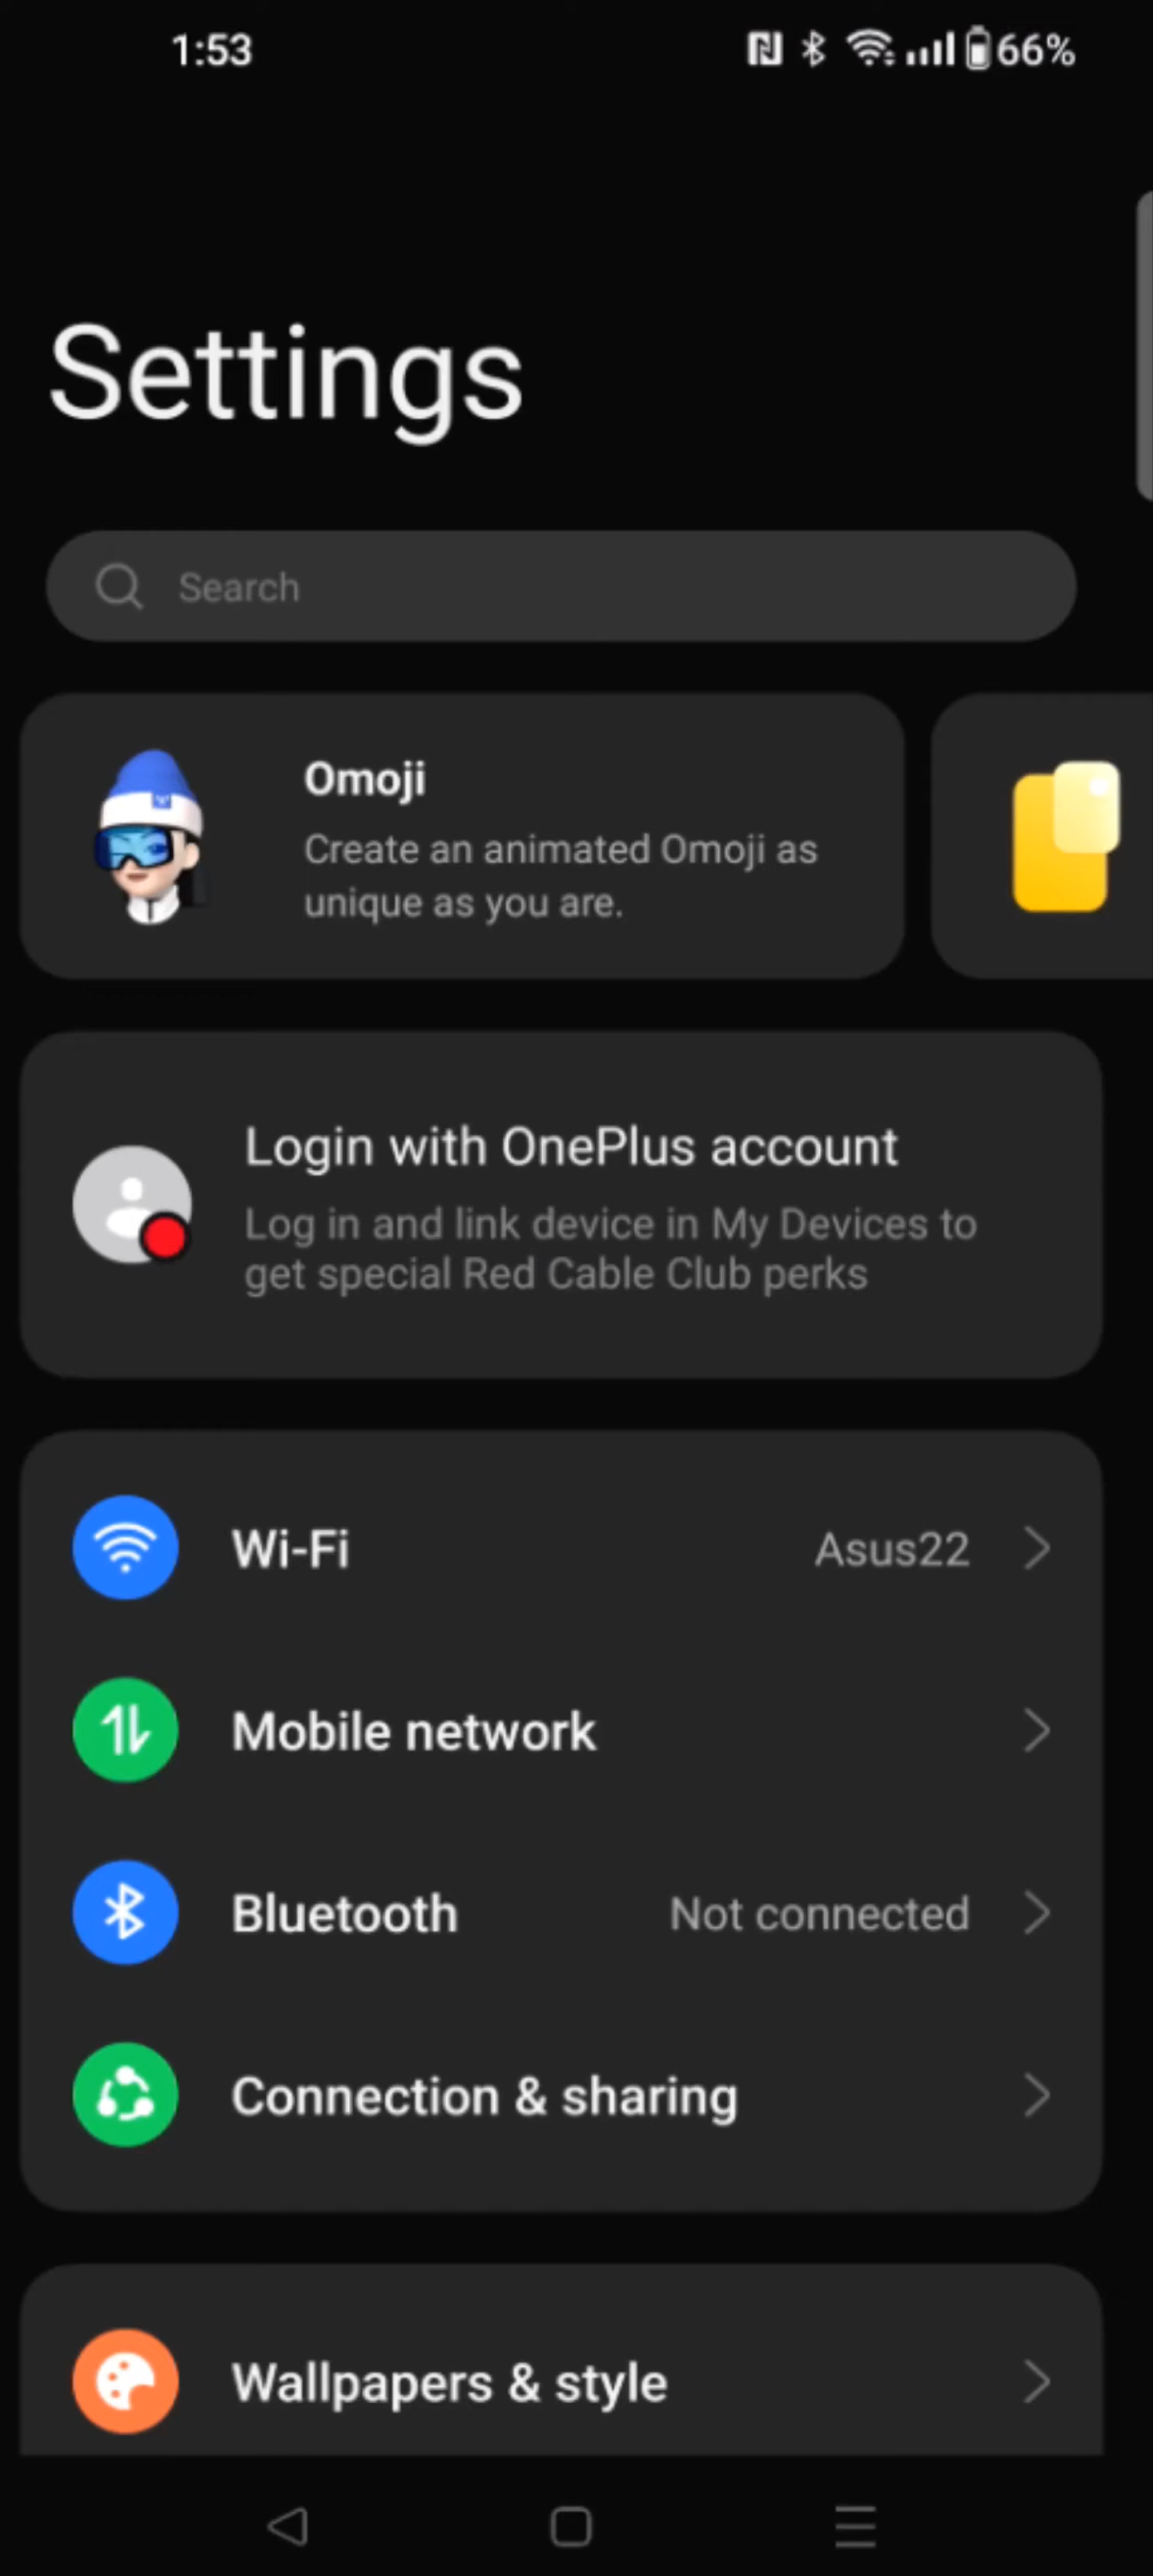 1:53 66%
Settings
Search
Omoji
Create an animated Omoji as
unique as you are.
Login with OnePlus account
Log in and link device in My Devices to
get special Red Cable Club perks
Wi-Fi Asus22
Mobile network
Bluetooth Not connected
Connection & sharing
Wallpapers & style